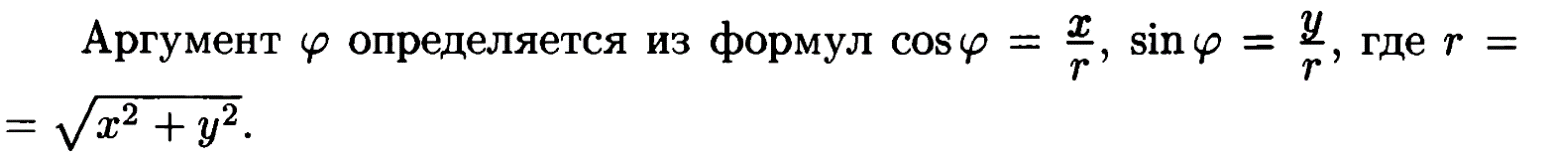 Аргумент φ определяется из формул cos φ = x/r, sin φ = y/r, где r =
= √(x² + y²).